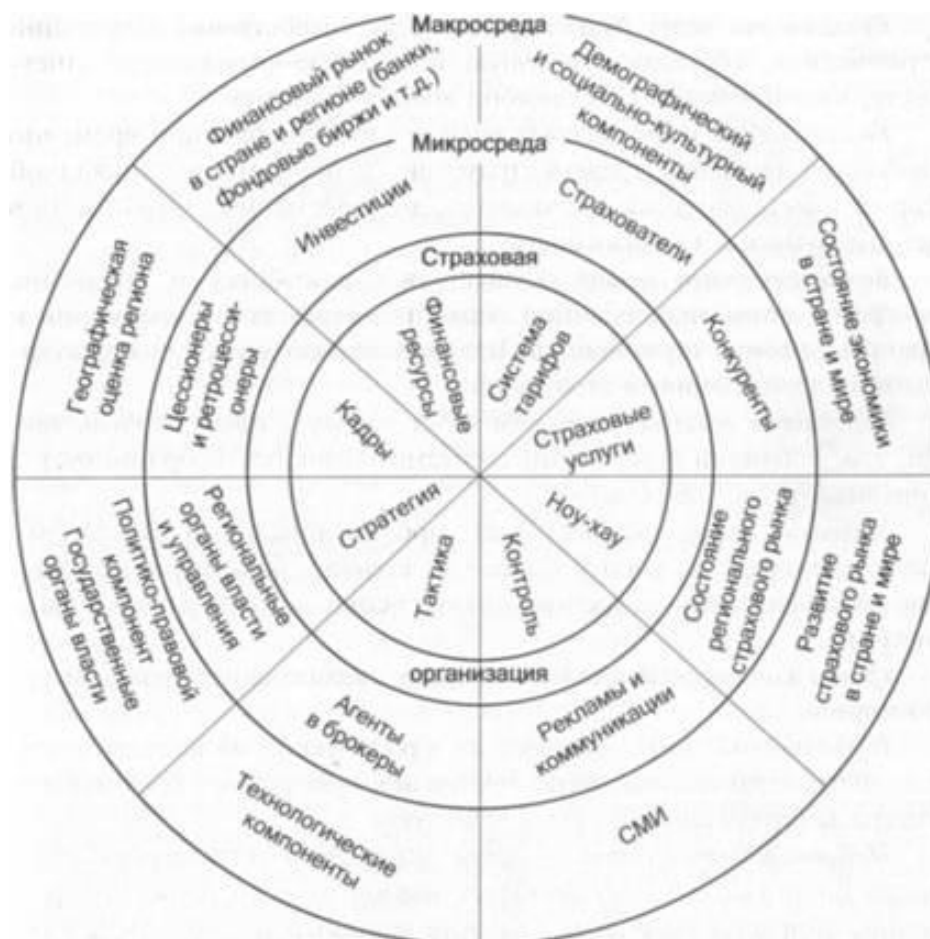 Макросреда
Финансовый рынок
в стране и регионе (банки,
фондовые биржи и т.д.)
Демографический
и социально-культурный
компоненты
Состояние экономики
в стране и мире
Развитие
страхового рынка
в стране и мире
СМИ
Технологические
компоненты
Политико-правовой
компонент
Государственные
органы власти
Географическая
оценка региона
Микросреда
Инвестиции
Страхователи
Конкуренты
Состояние
регионального
страхового рынка
Рекламы и
коммуникации
Агенты
в брокеры
Региональные
органы власти
и управления
Цессионеры
и ретроцесси-
онеры
Страховая
организация
Финансовые
ресурсы
Система
тарифов
Страховые
услуги
Ноу-хау
Контроль
Тактика
Стратегия
Кадры